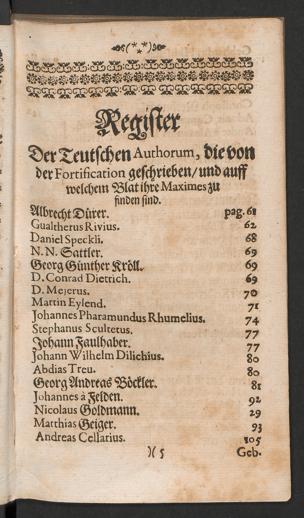 (***)
Register
Der Teutschen Authorum, die von
der Fortification geschrieben/ und auff
welchem Blat ihre Maximes zu
finden sind.
Albrecht Dürer. pag. 61
Gualtherus Rivius. 62
Daniel Speckli. 68
N. N. Sattler. 69
Georg Günther Kröll. 69
D. Conrad Dietrich. 69
D. Mejerus. 70
Martin Eylend. 71
Johannes Pharamundus Rhumelius. 74
Stephanus Scultetus. 77
Johann Faulhaber. 77
Johann Wilhelm Dilichius. 80
Abdias Treu. 80
Georg Andreas Böckler. 81
Johannes à Felden. 92
Nicolaus Goldmann. 29
Matthias Geiger. 93
Andreas Cellarius. 105
)( 5 Geb.